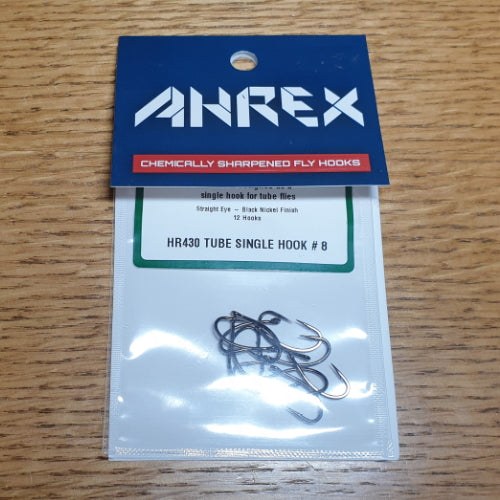 AHREX
CHEMICALLY SHARPENED FLY HOOKS
single hook for tube flies
Straight Eye – Black Nickel Finish
12 Hooks
HR430 TUBE SINGLE HOOK # 8